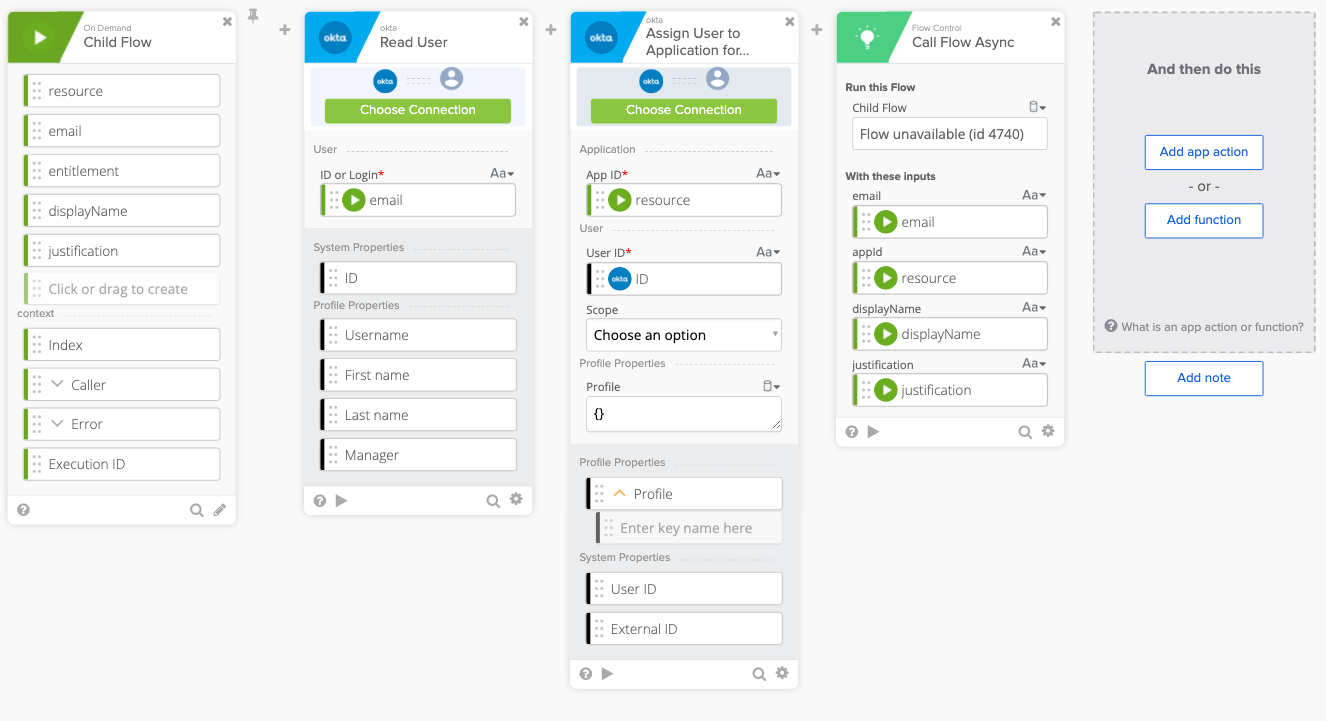 On Demand
Child Flow
resource
email
entitlement
displayName
justification
Click or drag to create
context
Index
Caller
Error
Execution ID
okta
okta
Read User
okta
Choose Connection
User
ID or Login*
Aa
email
System Properties
ID
Profile Properties
Username
First name
Last name
Manager
okta
okta
Assign User to
Application for...
okta
Choose Connection
Application
App ID*
Aa
resource
User
User ID*
Aa
okta
ID
Scope
Choose an option
Profile Properties
Profile
{}
Profile Properties
Profile
Enter key name here
System Properties
User ID
External ID
Flow Control
Call Flow Async
Run this Flow
Child Flow
Flow unavailable (id 4740)
With these inputs
email
Aa
email
appId
Aa
resource
displayName
Aa
displayName
justification
Aa
justification
And then do this
Add app action
- or -
Add function
What is an app action or function?
Add note